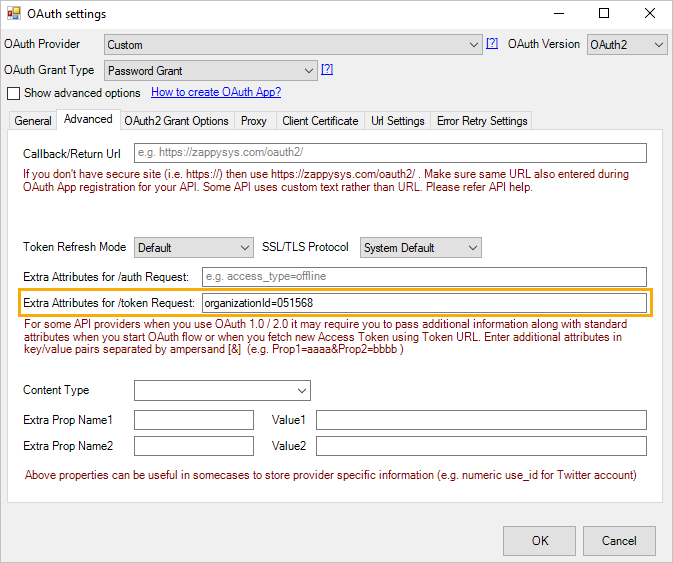 OAuth settings
OAuth Provider Custom [?] OAuth Version OAuth2
OAuth Grant Type Password Grant [?]
Show advanced options How to create OAuth App?
General Advanced OAuth2 Grant Options Proxy Client Certificate Url Settings Error Retry Settings
Callback/Return Url e.g. https://zappysys.com/oauth2/
If you don't have secure site (i.e. https://) then use https://zappysys.com/oauth2/ . Make sure same URL also entered during
OAuth App registration for your API. Some API uses custom text rather than URL. Please refer API help.
Token Refresh Mode Default SSL/TLS Protocol System Default
Extra Attributes for /auth Request: e.g. access_type=offline
Extra Attributes for /token Request: organizationId=051568
For some API providers when you use OAuth 1.0 / 2.0 it may require you to pass additional information along with standard
attributes when you start OAuth flow or when you fetch new Access Token using Token URL. Enter additional attributes in
key/value pairs separated by ampersand [&] (e.g. Prop1=aaaa&Prop2=bbbb )
Content Type
Extra Prop Name1 Value1
Extra Prop Name2 Value2
Above properties can be useful in somecases to store provider specific information (e.g. numeric use_id for Twitter account)
OK Cancel